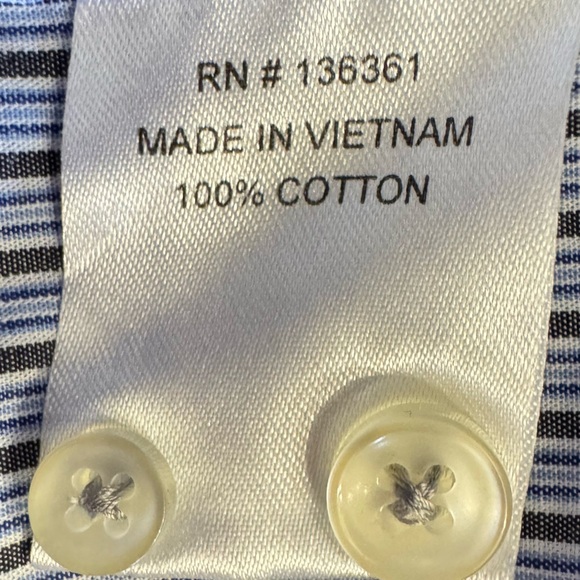 RN # 136361
MADE IN VIETNAM
100% COTTON